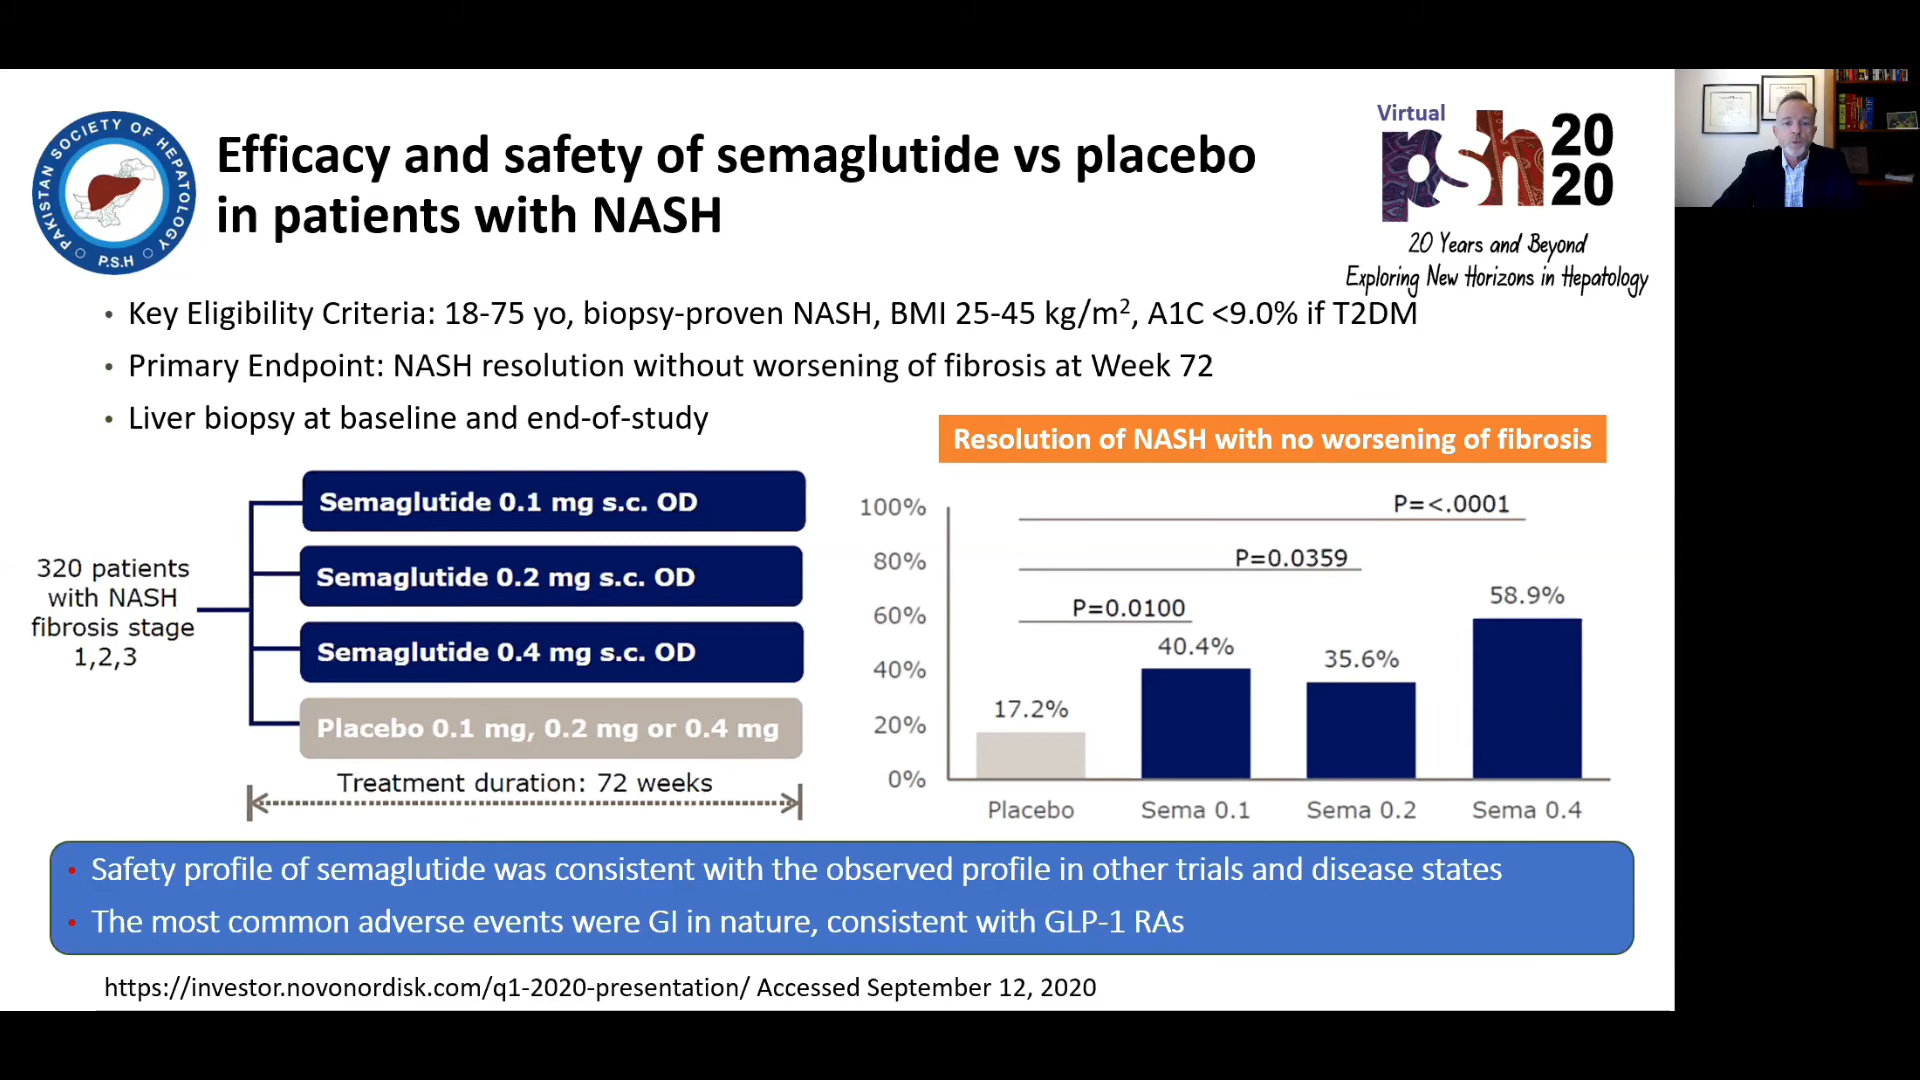 PAKISTAN SOCIETY OF HEPATOLOGY
P.S.H
Efficacy and safety of semaglutide vs placebo
in patients with NASH
Virtual
psh 20
20
20 Years and Beyond
Exploring New Horizons in Hepatology
• Key Eligibility Criteria: 18-75 yo, biopsy-proven NASH, BMI 25-45 kg/m², A1C <9.0% if T2DM
• Primary Endpoint: NASH resolution without worsening of fibrosis at Week 72
• Liver biopsy at baseline and end-of-study
320 patients
with NASH
fibrosis stage
1,2,3
Semaglutide 0.1 mg s.c. OD
Semaglutide 0.2 mg s.c. OD
Semaglutide 0.4 mg s.c. OD
Placebo 0.1 mg, 0.2 mg or 0.4 mg
Treatment duration: 72 weeks
Resolution of NASH with no worsening of fibrosis
100%
80%
60%
40%
20%
0%
P=<.0001
P=0.0359
P=0.0100
17.2%
40.4%
35.6%
58.9%
Placebo
Sema 0.1
Sema 0.2
Sema 0.4
• Safety profile of semaglutide was consistent with the observed profile in other trials and disease states
• The most common adverse events were GI in nature, consistent with GLP-1 RAs
https://investor.novonordisk.com/q1-2020-presentation/ Accessed September 12, 2020